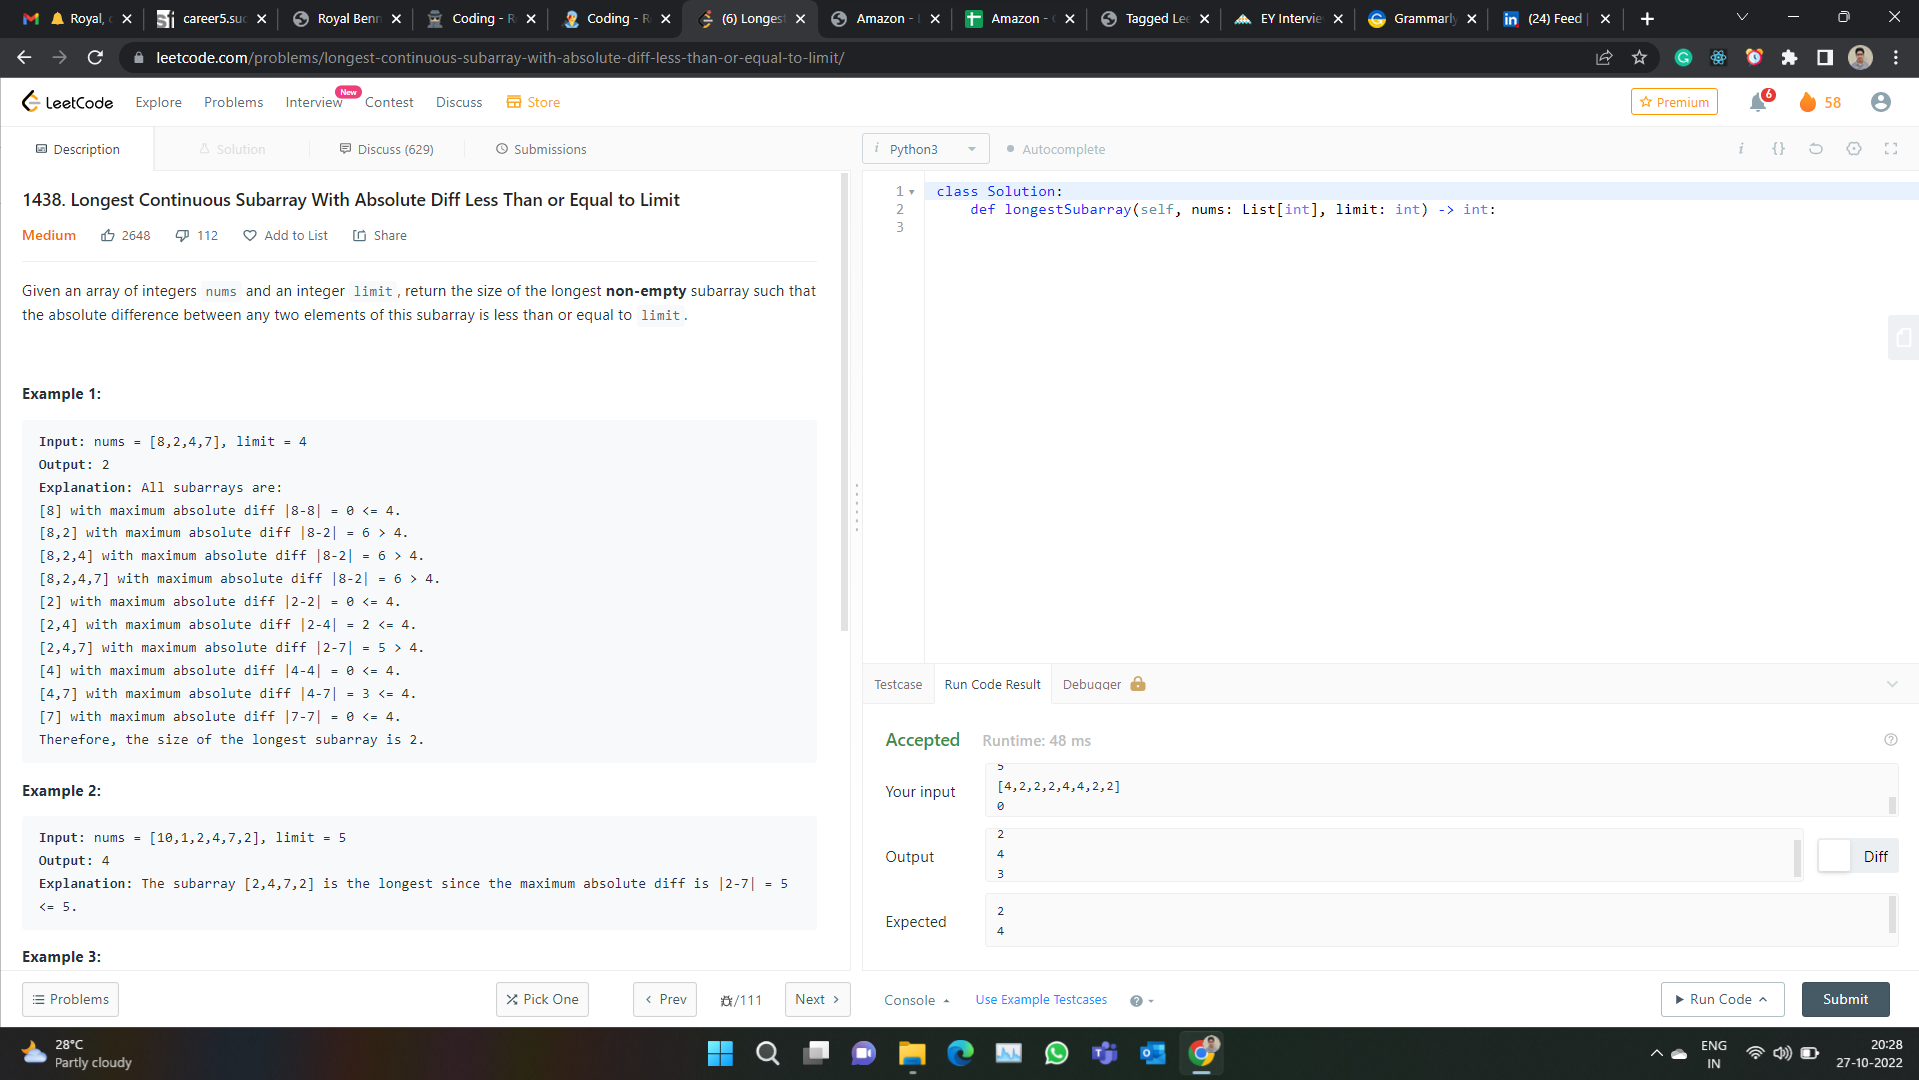 Royal,
career5.suc
Royal Benn
Coding - R
Coding - R
(6) Longest
Amazon -
Amazon -
Tagged Lee
EY Intervie
Grammarly
(24) Feed
leetcode.com/problems/longest-continuous-subarray-with-absolute-diff-less-than-or-equal-to-limit/
LeetCode
Explore
Problems
Interview
New
Contest
Discuss
Store
Premium
6
58
Description
Solution
Discuss (629)
Submissions
Python3
Autocomplete
1438. Longest Continuous Subarray With Absolute Diff Less Than or Equal to Limit
Medium 2648 112 Add to List Share
Given an array of integers nums and an integer limit, return the size of the longest non-empty subarray such that
the absolute difference between any two elements of this subarray is less than or equal to limit.
Example 1:
Input: nums = [8,2,4,7], limit = 4
Output: 2
Explanation: All subarrays are:
[8] with maximum absolute diff |8-8| = 0 <= 4.
[8,2] with maximum absolute diff |8-2| = 6 > 4.
[8,2,4] with maximum absolute diff |8-2| = 6 > 4.
[8,2,4,7] with maximum absolute diff |8-2| = 6 > 4.
[2] with maximum absolute diff |2-2| = 0 <= 4.
[2,4] with maximum absolute diff |2-4| = 2 <= 4.
[2,4,7] with maximum absolute diff |2-7| = 5 > 4.
[4] with maximum absolute diff |4-4| = 0 <= 4.
[4,7] with maximum absolute diff |4-7| = 3 <= 4.
[7] with maximum absolute diff |7-7| = 0 <= 4.
Therefore, the size of the longest subarray is 2.
Example 2:
Input: nums = [10,1,2,4,7,2], limit = 5
Output: 4
Explanation: The subarray [2,4,7,2] is the longest since the maximum absolute diff is |2-7| = 5
<= 5.
Example 3:
Problems
Pick One
Prev
/111
Next
1 class Solution:
2 def longestSubarray(self, nums: List[int], limit: int) -> int:
3
Testcase
Run Code Result
Debugger
Accepted
Runtime: 48 ms
Your input
5
[4,2,2,2,4,4,2,2]
0
Output
2
4
3
Diff
Expected
2
4
Console
Use Example Testcases
Run Code
Submit
28°C
Partly cloudy
ENG
IN
20:28
27-10-2022